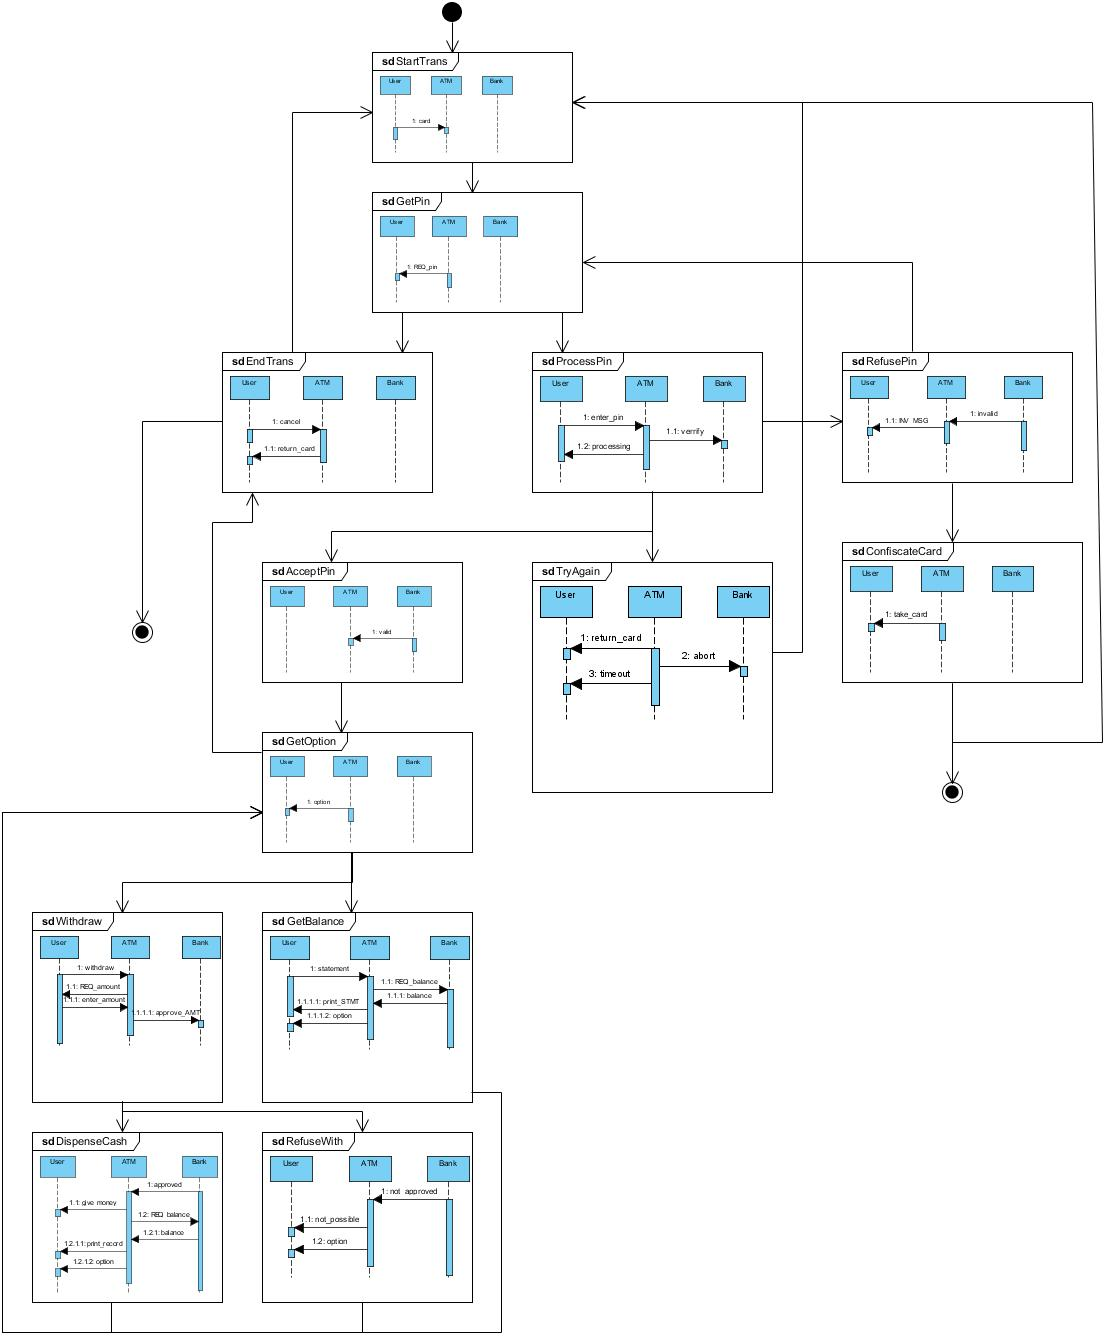 sd StartTrans
User ATM Bank
1: card
sd GetPin
User ATM Bank
1: REQ_pin
sd EndTrans
User ATM Bank
1: cancel
1.1: return_card
sd ProcessPin
User ATM Bank
1: enter_pin
1.1: verrify
1.2: processing
sd RefusePin
User ATM Bank
1: invalid
1.1: INV_MSG
sd AcceptPin
User ATM Bank
1: valid
sd TryAgain
User ATM Bank
1: return_card
2: abort
3: timeout
sd ConfiscateCard
User ATM Bank
1: take_card
sd GetOption
User ATM Bank
1: option
sd Withdraw
User ATM Bank
1: withdraw
1.1: REQ_amount
1.1.1: enter_amount
1.1.1.1: approve_AMT
sd GetBalance
User ATM Bank
1: statement
1.1: REQ_balance
1.1.1: balance
1.1.1.1: print_STMT
1.1.1.2: option
sd DispenseCash
User ATM Bank
1: approved
1.1: give money
1.2: REQ_balance
1.2.1: balance
1.2.1.1: print_record
1.2.1.2: option
sd RefuseWith
User ATM Bank
1: not_approved
1.1: not_possible
1.2: option